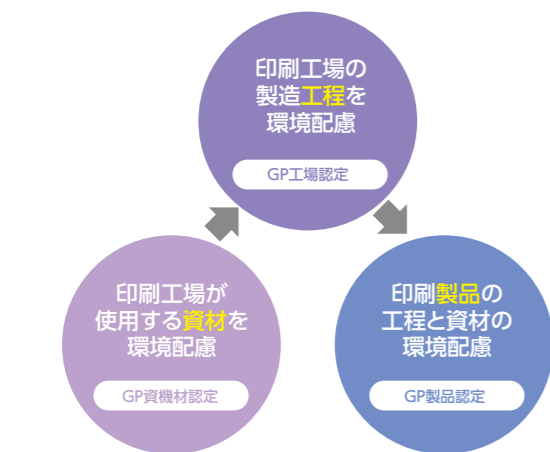 印刷工場の
製造工程を
環境配慮
GP工場認定
印刷工場が
使用する資材を
環境配慮
GP資機材認定
印刷製品の
工程と資材の
環境配慮
GP製品認定